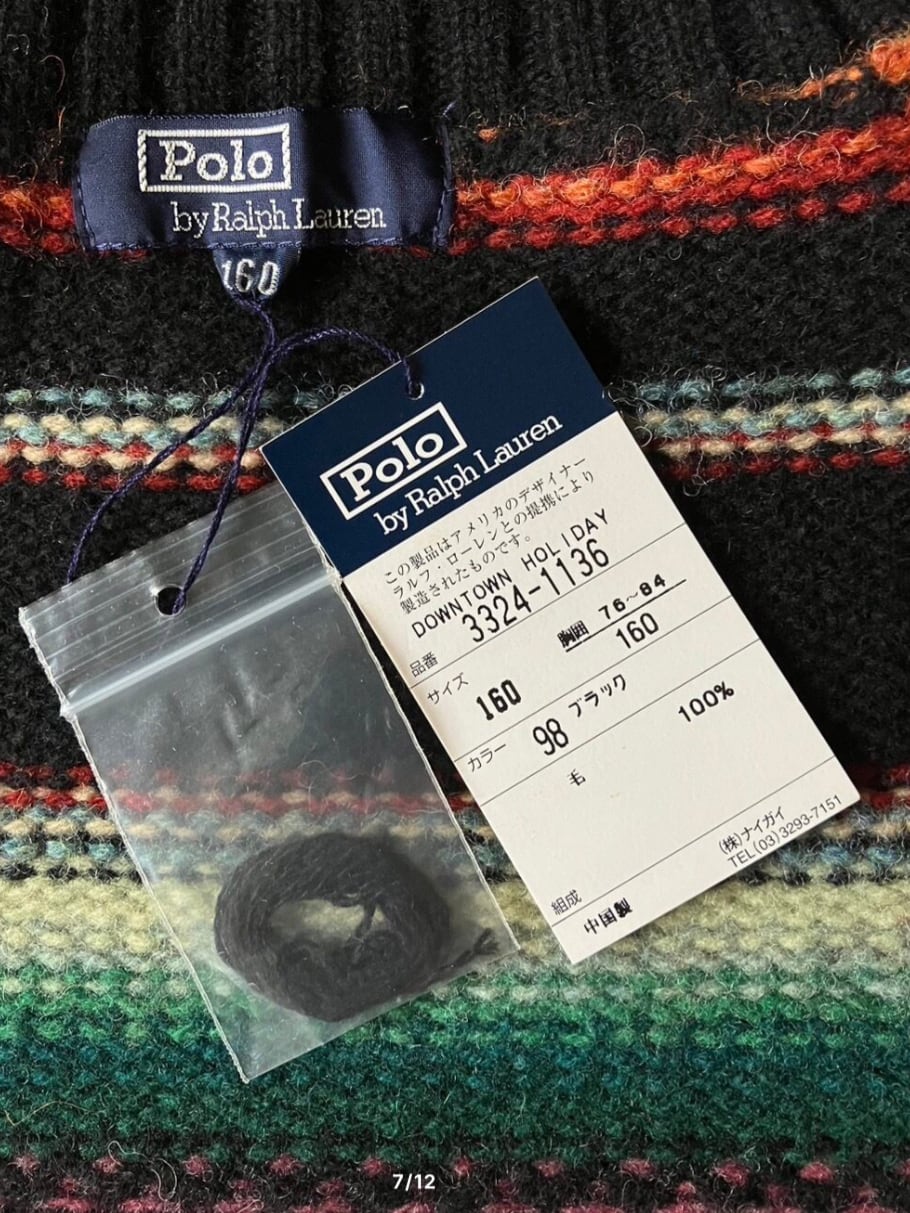 Polo
by Ralph Lauren
160
Polo
by Ralph Lauren
この製品はアメリカのデザイナー
ラルフ・ローレンとの提携により
製造されたものです。
DOWNTOWN HOLIDAY
品番 3324-1136
サイズ 160 胸囲 76~84
160
カラー 98 ブラック
毛 100%
組成
中国製
(株)ナイガイ
TEL(03)3293-7151
7/12